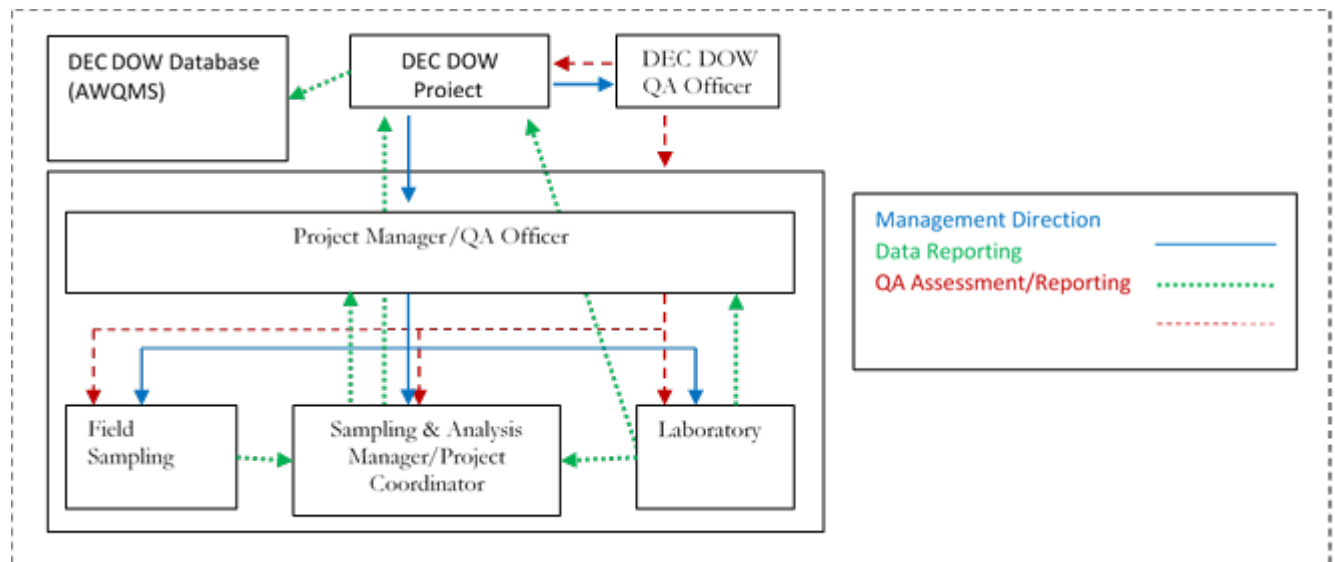 DEC DOW Database
(AWQMS)
DEC DOW
Project
DEC DOW
QA Officer
Project Manager/QA Officer
Field
Sampling
Sampling & Analysis
Manager/Project
Coordinator
Laboratory
Management Direction
Data Reporting
QA Assessment/Reporting